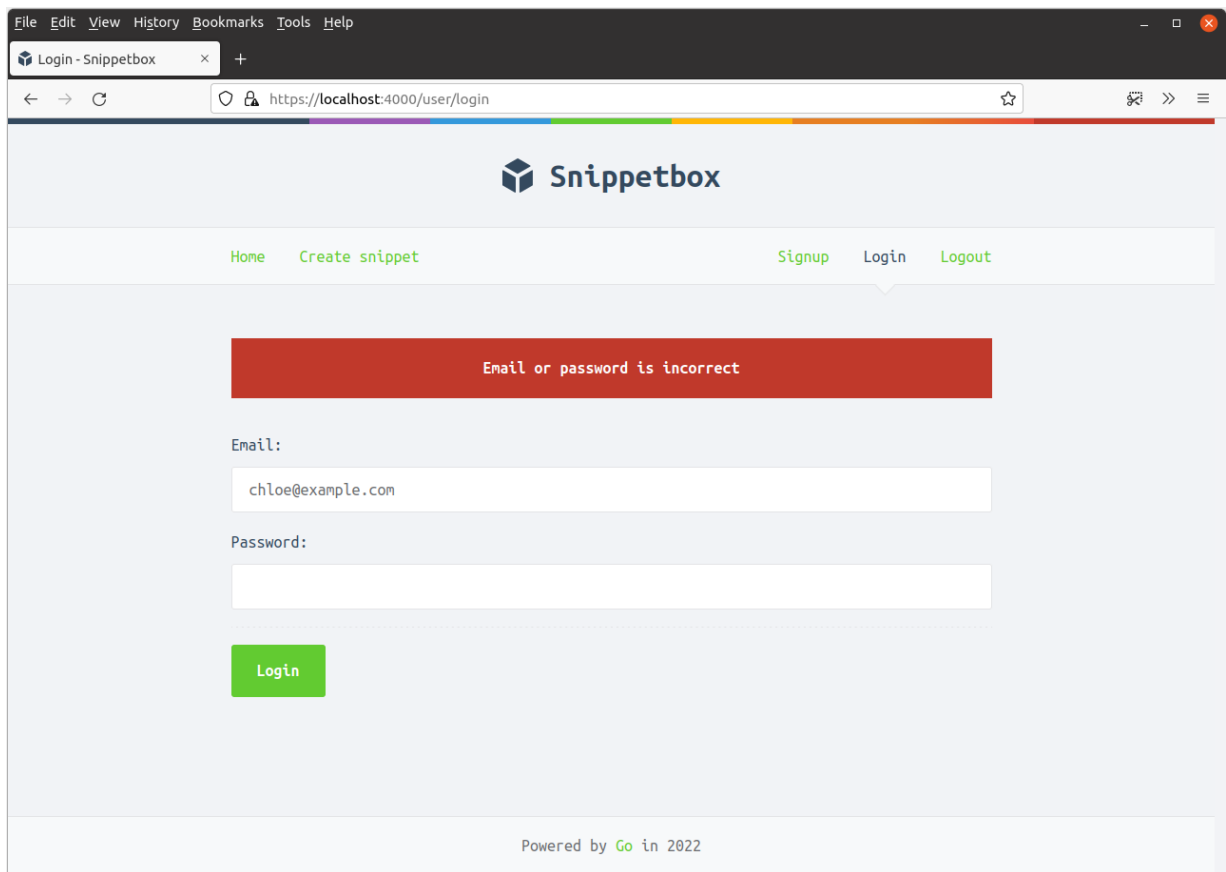 File Edit View History Bookmarks Tools Help
Login - Snippetbox
https://localhost:4000/user/login
Snippetbox
Home Create snippet Signup Login Logout
Email or password is incorrect
Email:
chloe@example.com
Password:
Login
Powered by Go in 2022